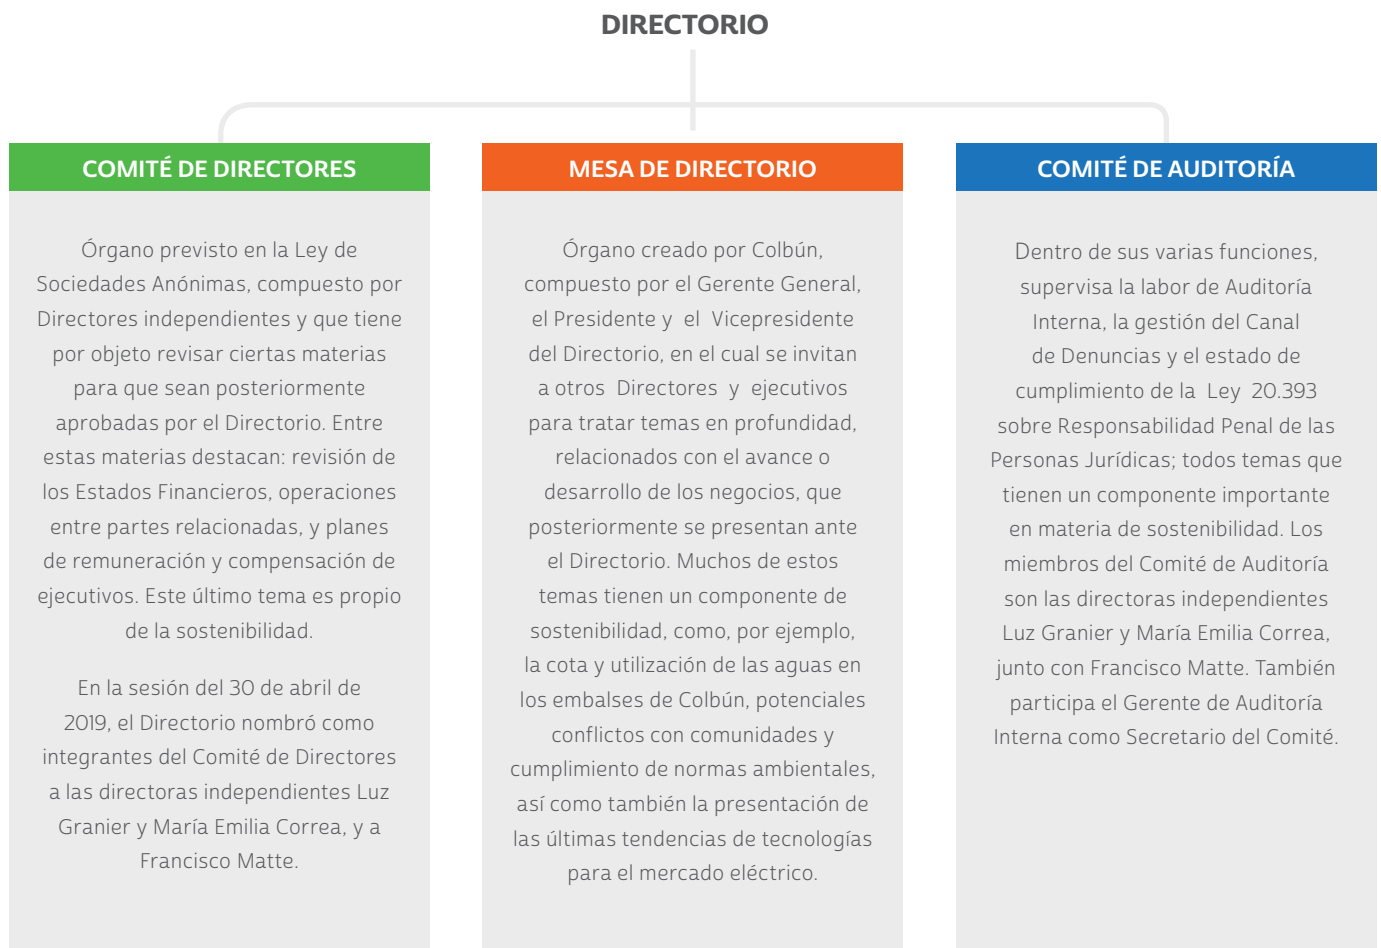 DIRECTORIO
COMITÉ DE DIRECTORES
Órgano previsto en la Ley de
Sociedades Anónimas, compuesto por
Directores independientes y que tiene
por objeto revisar ciertas materias
para que sean posteriormente
aprobadas por el Directorio. Entre
estas materias destacan: revisión de
los Estados Financieros, operaciones
entre partes relacionadas, y planes
de remuneración y compensación de
ejecutivos. Este último tema es propio
de la sostenibilidad.
En la sesión del 30 de abril de
2019, el Directorio nombró como
integrantes del Comité de Directores
a las directoras independientes Luz
Granier y María Emilia Correa, y a
Francisco Matte.
MESA DE DIRECTORIO
Órgano creado por Colbún,
compuesto por el Gerente General,
el Presidente y el Vicepresidente
del Directorio, en el cual se invitan
a otros Directores y ejecutivos
para tratar temas en profundidad,
relacionados con el avance o
desarrollo de los negocios, que
posteriormente se presentan ante
el Directorio. Muchos de estos
temas tienen un componente de
sostenibilidad, como, por ejemplo,
la cota y utilización de las aguas en
los embalses de Colbún, potenciales
conflictos con comunidades y
cumplimiento de normas ambientales,
así como también la presentación de
las últimas tendencias de tecnologías
para el mercado eléctrico.
COMITÉ DE AUDITORÍA
Dentro de sus varias funciones,
supervisa la labor de Auditoría
Interna, la gestión del Canal
de Denuncias y el estado de
cumplimiento de la Ley 20.393
sobre Responsabilidad Penal de las
Personas Jurídicas; todos temas que
tienen un componente importante
en materia de sostenibilidad. Los
miembros del Comité de Auditoría
son las directoras independientes
Luz Granier y María Emilia Correa,
junto con Francisco Matte. También
participa el Gerente de Auditoría
Interna como Secretario del Comité.